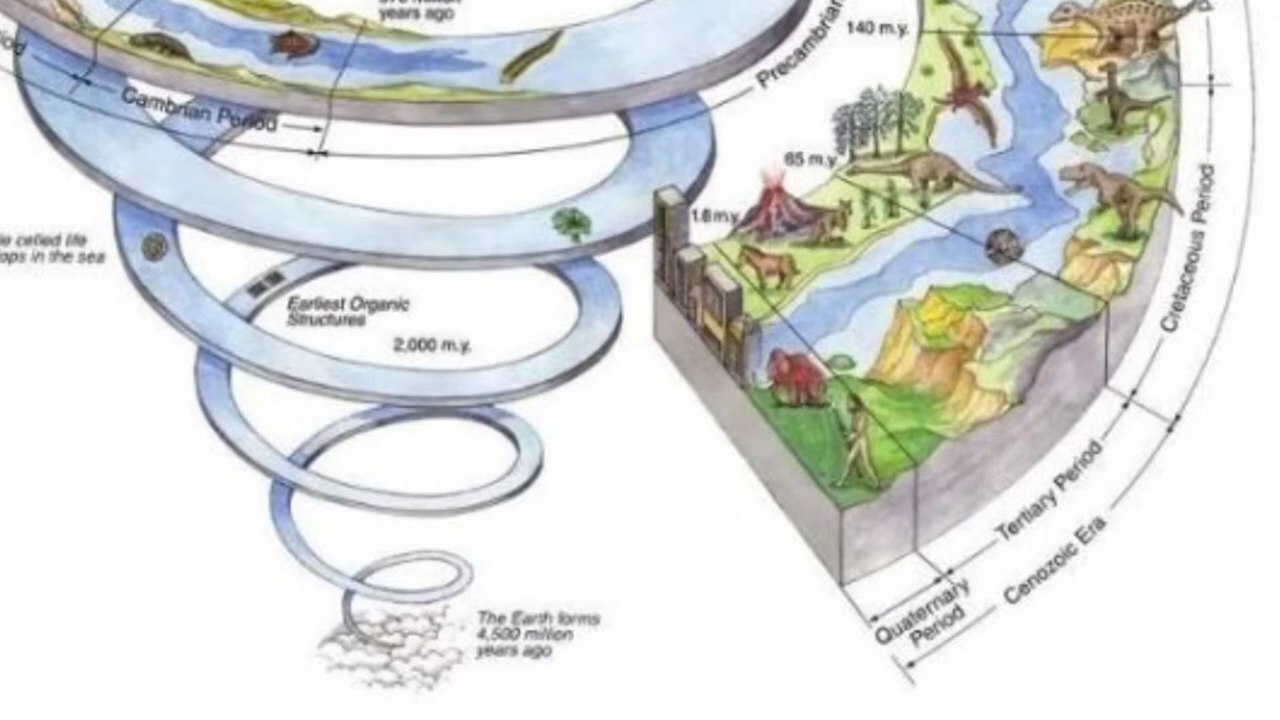 years ago
140 m.y.
Precambrian
Cambrian Period
65 m.y.
1.8 m.y.
Cretaceous Period
celled life
in the sea
Earliest Organic
Structures
2,000 m.y.
Tertiary Period
Cenozoic Era
Quaternary
Period
The Earth forms
4,500 million
years ago